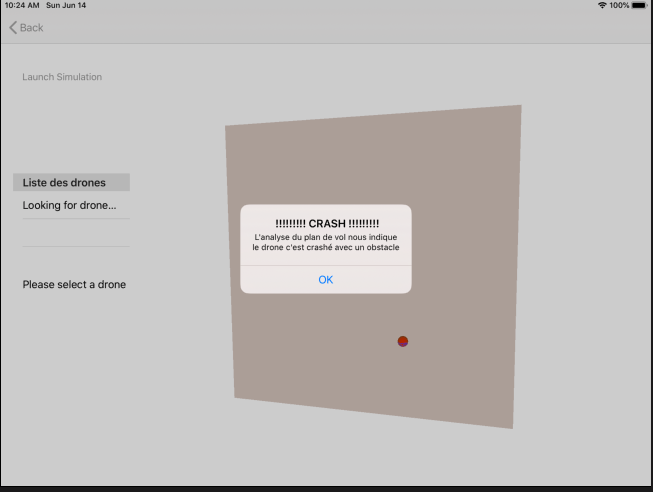 10:24 AM Sun Jun 14
100%
Back
Launch Simulation
Liste des drones
Looking for drone...
Please select a drone
!!!!!!!!! CRASH !!!!!!!!!
L'analyse du plan de vol nous indique
le drone c'est crashé avec un obstacle
OK